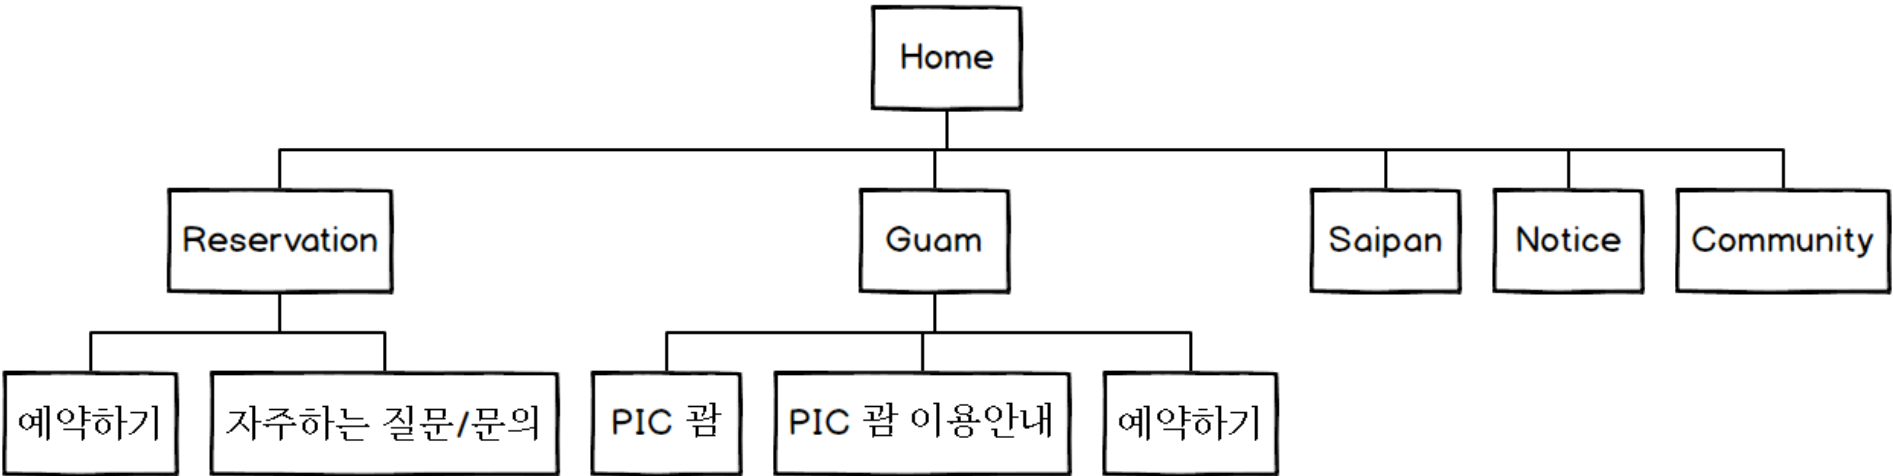 Home
Reservation
Guam
Saipan
Notice
Community
예약하기
자주하는 질문/문의
PIC 괌
PIC 괌 이용안내
예약하기